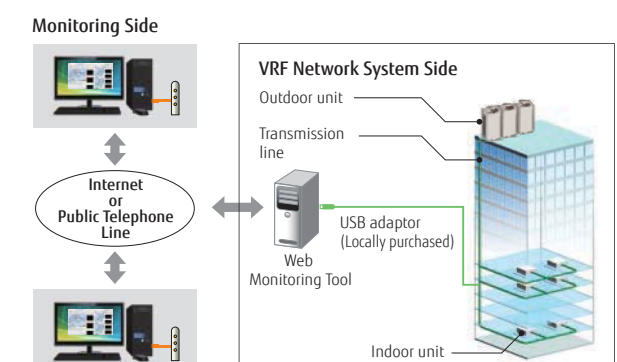 Monitoring Side
Internet
or
Public Telephone
Line
VRF Network System Side
Outdoor unit
Transmission
line
USB adaptor
(Locally purchased)
Web
Monitoring Tool
Indoor unit